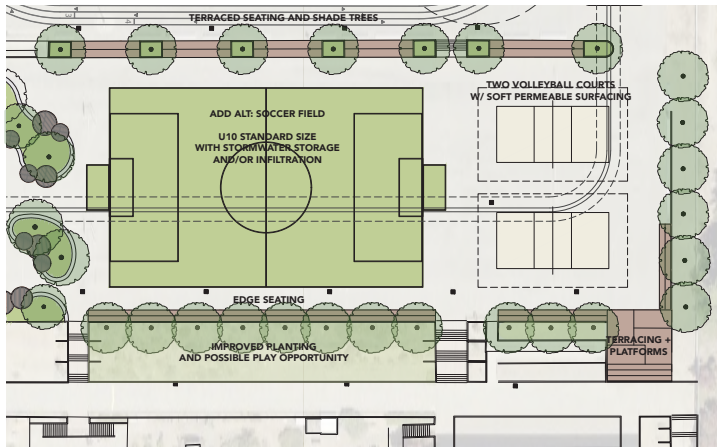 TERRACED SEATING AND SHADE TREES
TWO VOLLEYBALL COURTS
W/ SOFT PERMEABLE SURFACING
ADD ALT: SOCCER FIELD
U10 STANDARD SIZE
WITH STORMWATER STORAGE
AND/OR INFILTRATION
EDGE SEATING
IMPROVED PLANTING
AND POSSIBLE PLAY OPPORTUNITY
TERRACING +
PLATFORMS